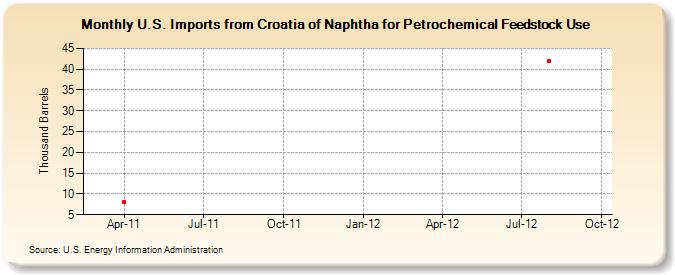 Monthly U.S. Imports from Croatia of Naphtha for Petrochemical Feedstock Use
Thousand Barrels
45
40
35
30
25
20
15
10
5
Apr-11 Jul-11 Oct-11 Jan-12 Apr-12 Jul-12 Oct-12
Source: U.S. Energy Information Administration